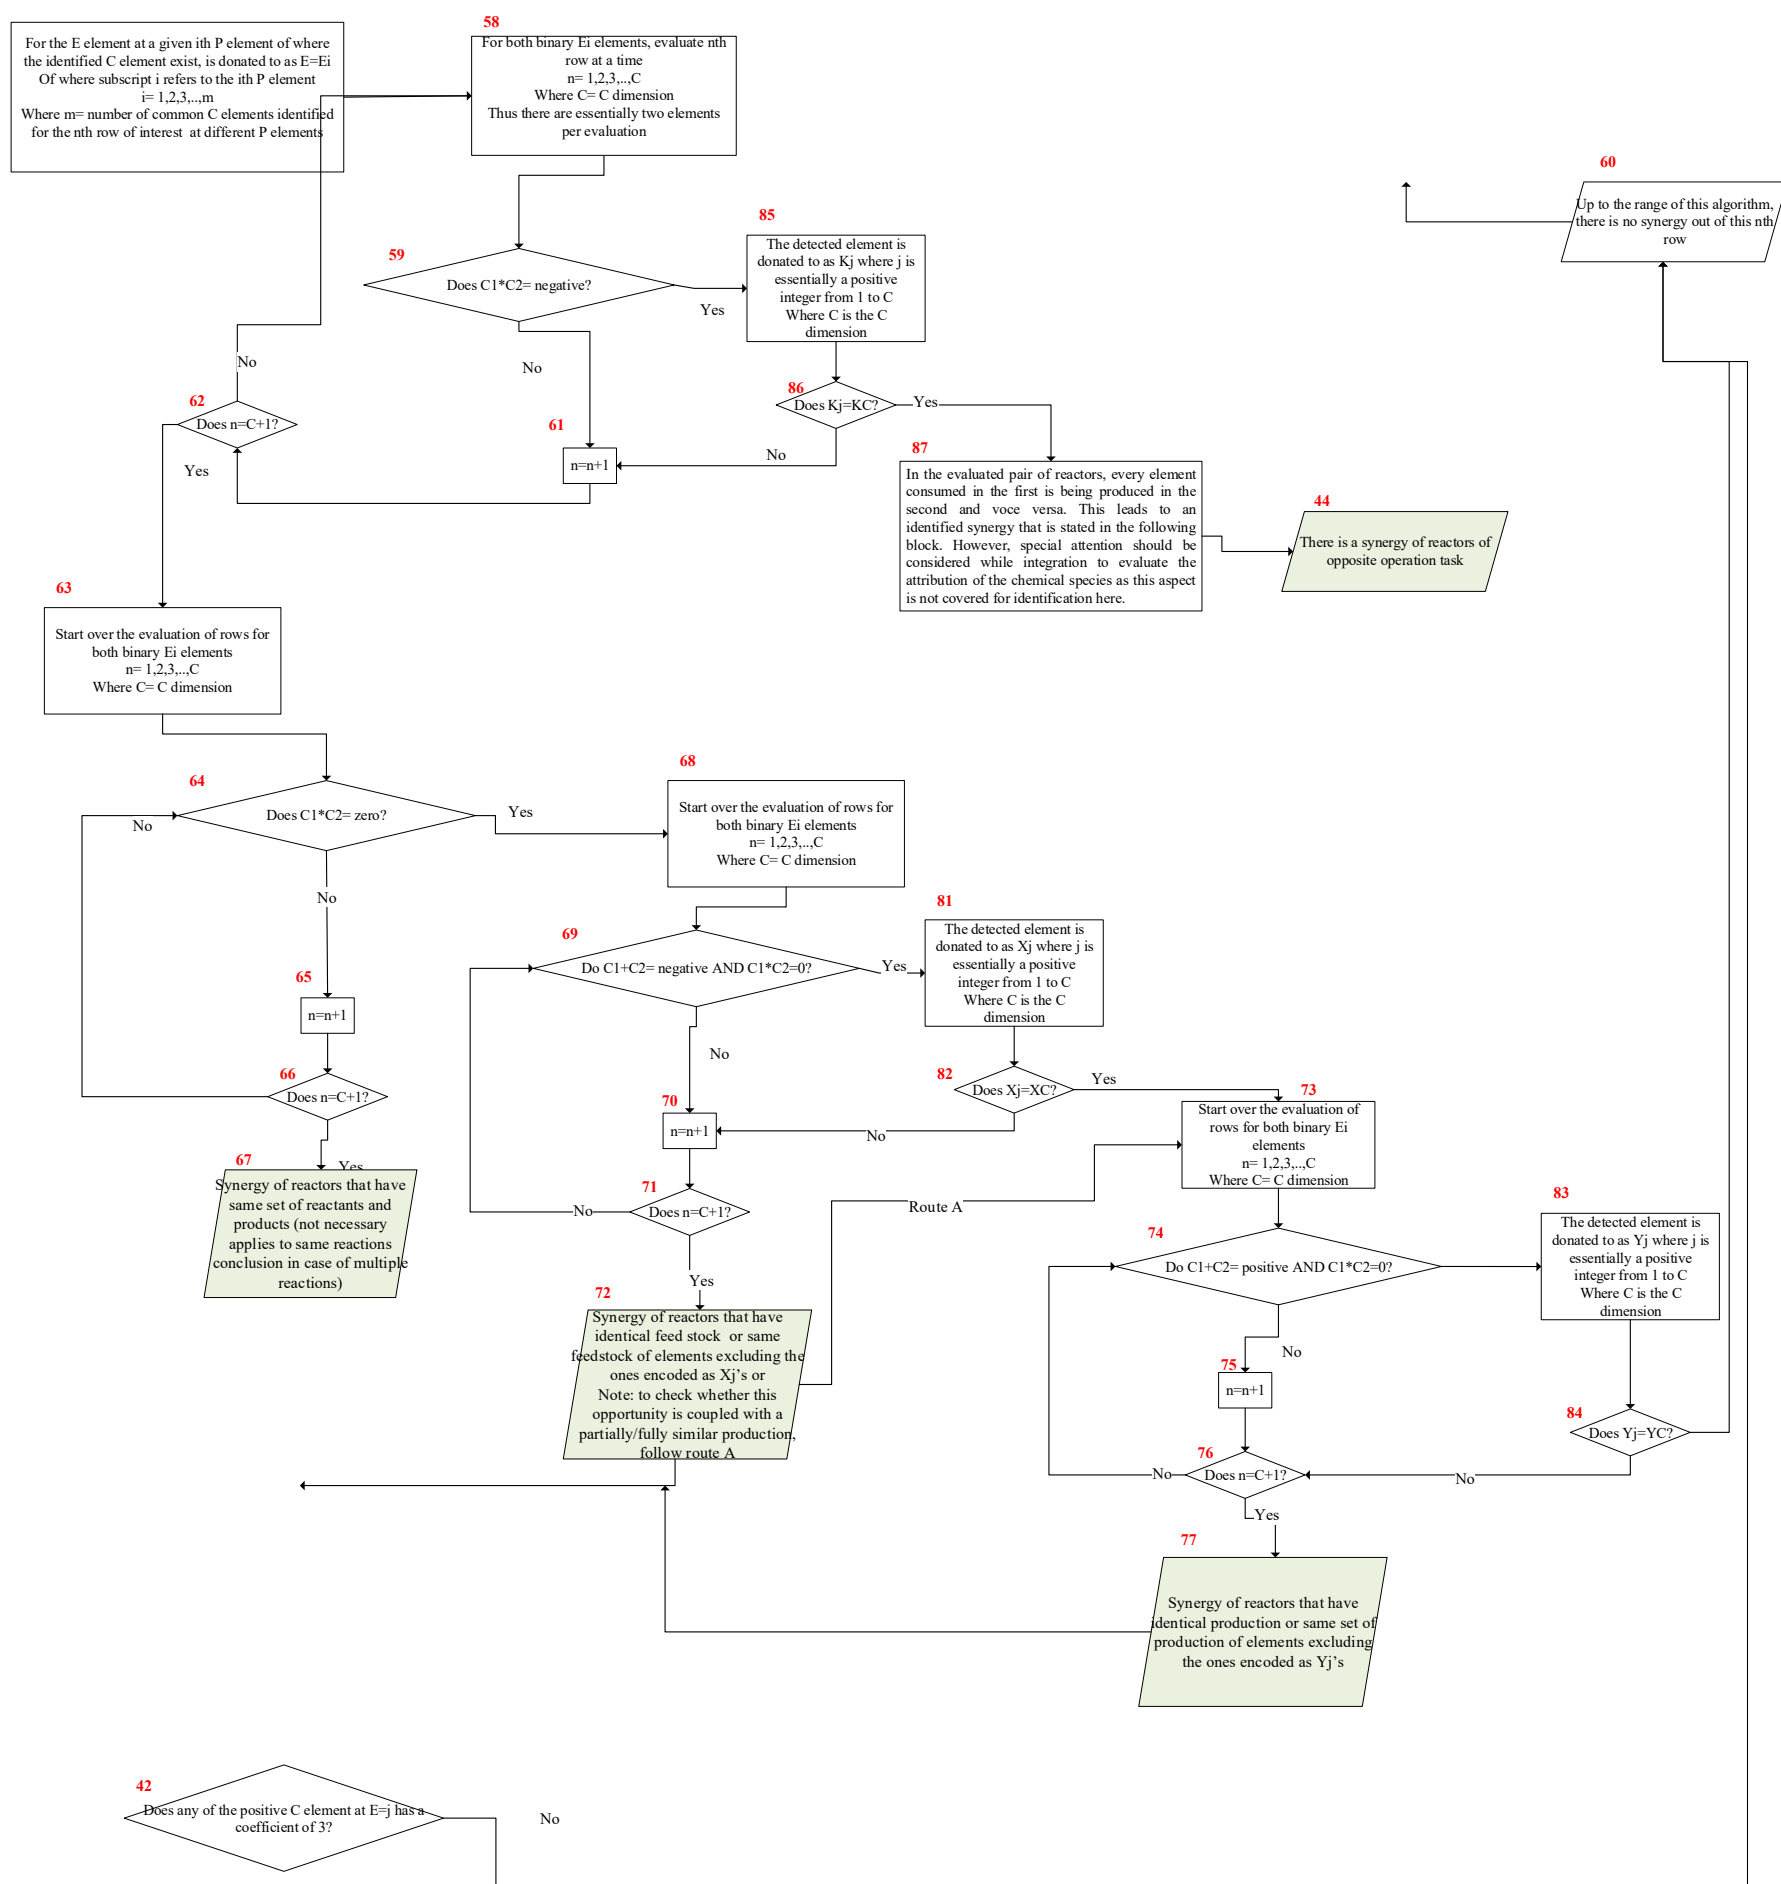 For the E element at a given ith P element of where
the identified C element exist, is donated to as E=Ei
Of where subscript i refers to the ith P element
i= 1,2,3,..,m
Where m= number of common C elements identified
for the nth row of interest at different P elements
58
For both binary Ei elements, evaluate nth
row at a time
n= 1,2,3,..,C
Where C= C dimension
Thus there are essentially two elements
per evaluation
60
Up to the range of this algorithm,
there is no synergy out of this nth
row
59
Does C1*C2= negative?
Yes
No
85
The detected element is
donated to as Kj where j is
essentially a positive
integer from 1 to C
Where C is the C
dimension
86
Does Kj=KC?
Yes
No
62
Does n=C+1?
No
Yes
61
n=n+1
87
In the evaluated pair of reactors, every element
consumed in the first is being produced in the
second and voce versa. This leads to an
identified synergy that is stated in the following
block. However, special attention should be
considered while integration to evaluate the
attribution of the chemical species as this aspect
is not covered for identification here.
44
There is a synergy of reactors of
opposite operation task
63
Start over the evaluation of rows for
both binary Ei elements
n= 1,2,3,..,C
Where C= C dimension
64
Does C1*C2= zero?
No
Yes
No
68
Start over the evaluation of rows for
both binary Ei elements
n= 1,2,3,..,C
Where C= C dimension
65
n=n+1
66
Does n=C+1?
Yes
67
Synergy of reactors that have
same set of reactants and
products (not necessary
applies to same reactions
conclusion in case of multiple
reactions)
69
Do C1+C2= negative AND C1*C2=0?
Yes
No
81
The detected element is
donated to as Xj where j is
essentially a positive
integer from 1 to C
Where C is the C
dimension
82
Does Xj=XC?
Yes
No
70
n=n+1
71
Does n=C+1?
No
Yes
72
Synergy of reactors that have
identical feed stock or same
feedstock of elements excluding the
ones encoded as Xj's or
Note: to check whether this
opportunity is coupled with a
partially/fully similar production,
follow route A
Route A
73
Start over the evaluation of
rows for both binary Ei
elements
n= 1,2,3,..,C
Where C= C dimension
74
Do C1+C2= positive AND C1*C2=0?
No
83
The detected element is
donated to as Yj where j is
essentially a positive
integer from 1 to C
Where C is the C
dimension
75
n=n+1
84
Does Yj=YC?
No
76
Does n=C+1?
No
Yes
77
Synergy of reactors that have
identical production or same set of
production of elements excluding
the ones encoded as Yj's
42
Does any of the positive C element at E=j has a
coefficient of 3?
No